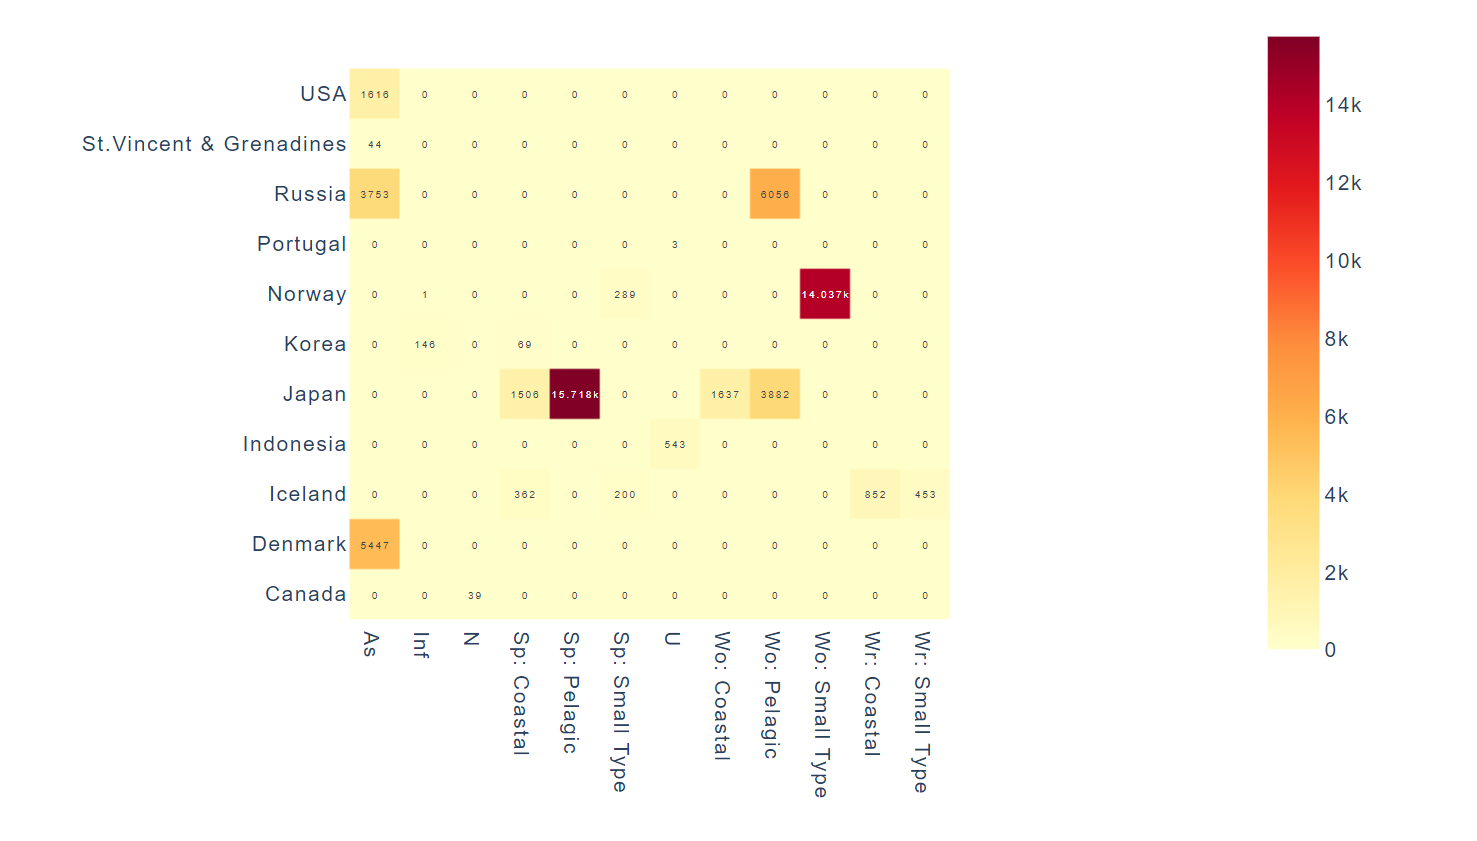 USA 1616 0 0 0 0 0 0 0 0 0 0 0
St.Vincent & Grenadines 44 0 0 0 0 0 0 0 0 0 0 0
Russia 3753 0 0 0 0 0 0 0 6056 0 0 0
Portugal 0 0 0 0 0 0 3 0 0 0 0 0
Norway 0 1 0 0 0 289 0 0 0 14.037k 0 0
Korea 0 146 0 69 0 0 0 0 0 0 0 0
Japan 0 0 0 1506 15.718k 0 0 1637 3882 0 0 0
Indonesia 0 0 0 0 0 0 543 0 0 0 0 0
Iceland 0 0 0 362 0 200 0 0 0 0 852 453
Denmark 5447 0 0 0 0 0 0 0 0 0 0 0
Canada 0 0 39 0 0 0 0 0 0 0 0 0
As
Inf
N
Sp: Coastal
Sp: Pelagic
Sp: Small Type
U
Wo: Coastal
Wo: Pelagic
Wo: Small Type
Wr: Coastal
Wr: Small Type
14k
12k
10k
8k
6k
4k
2k
0